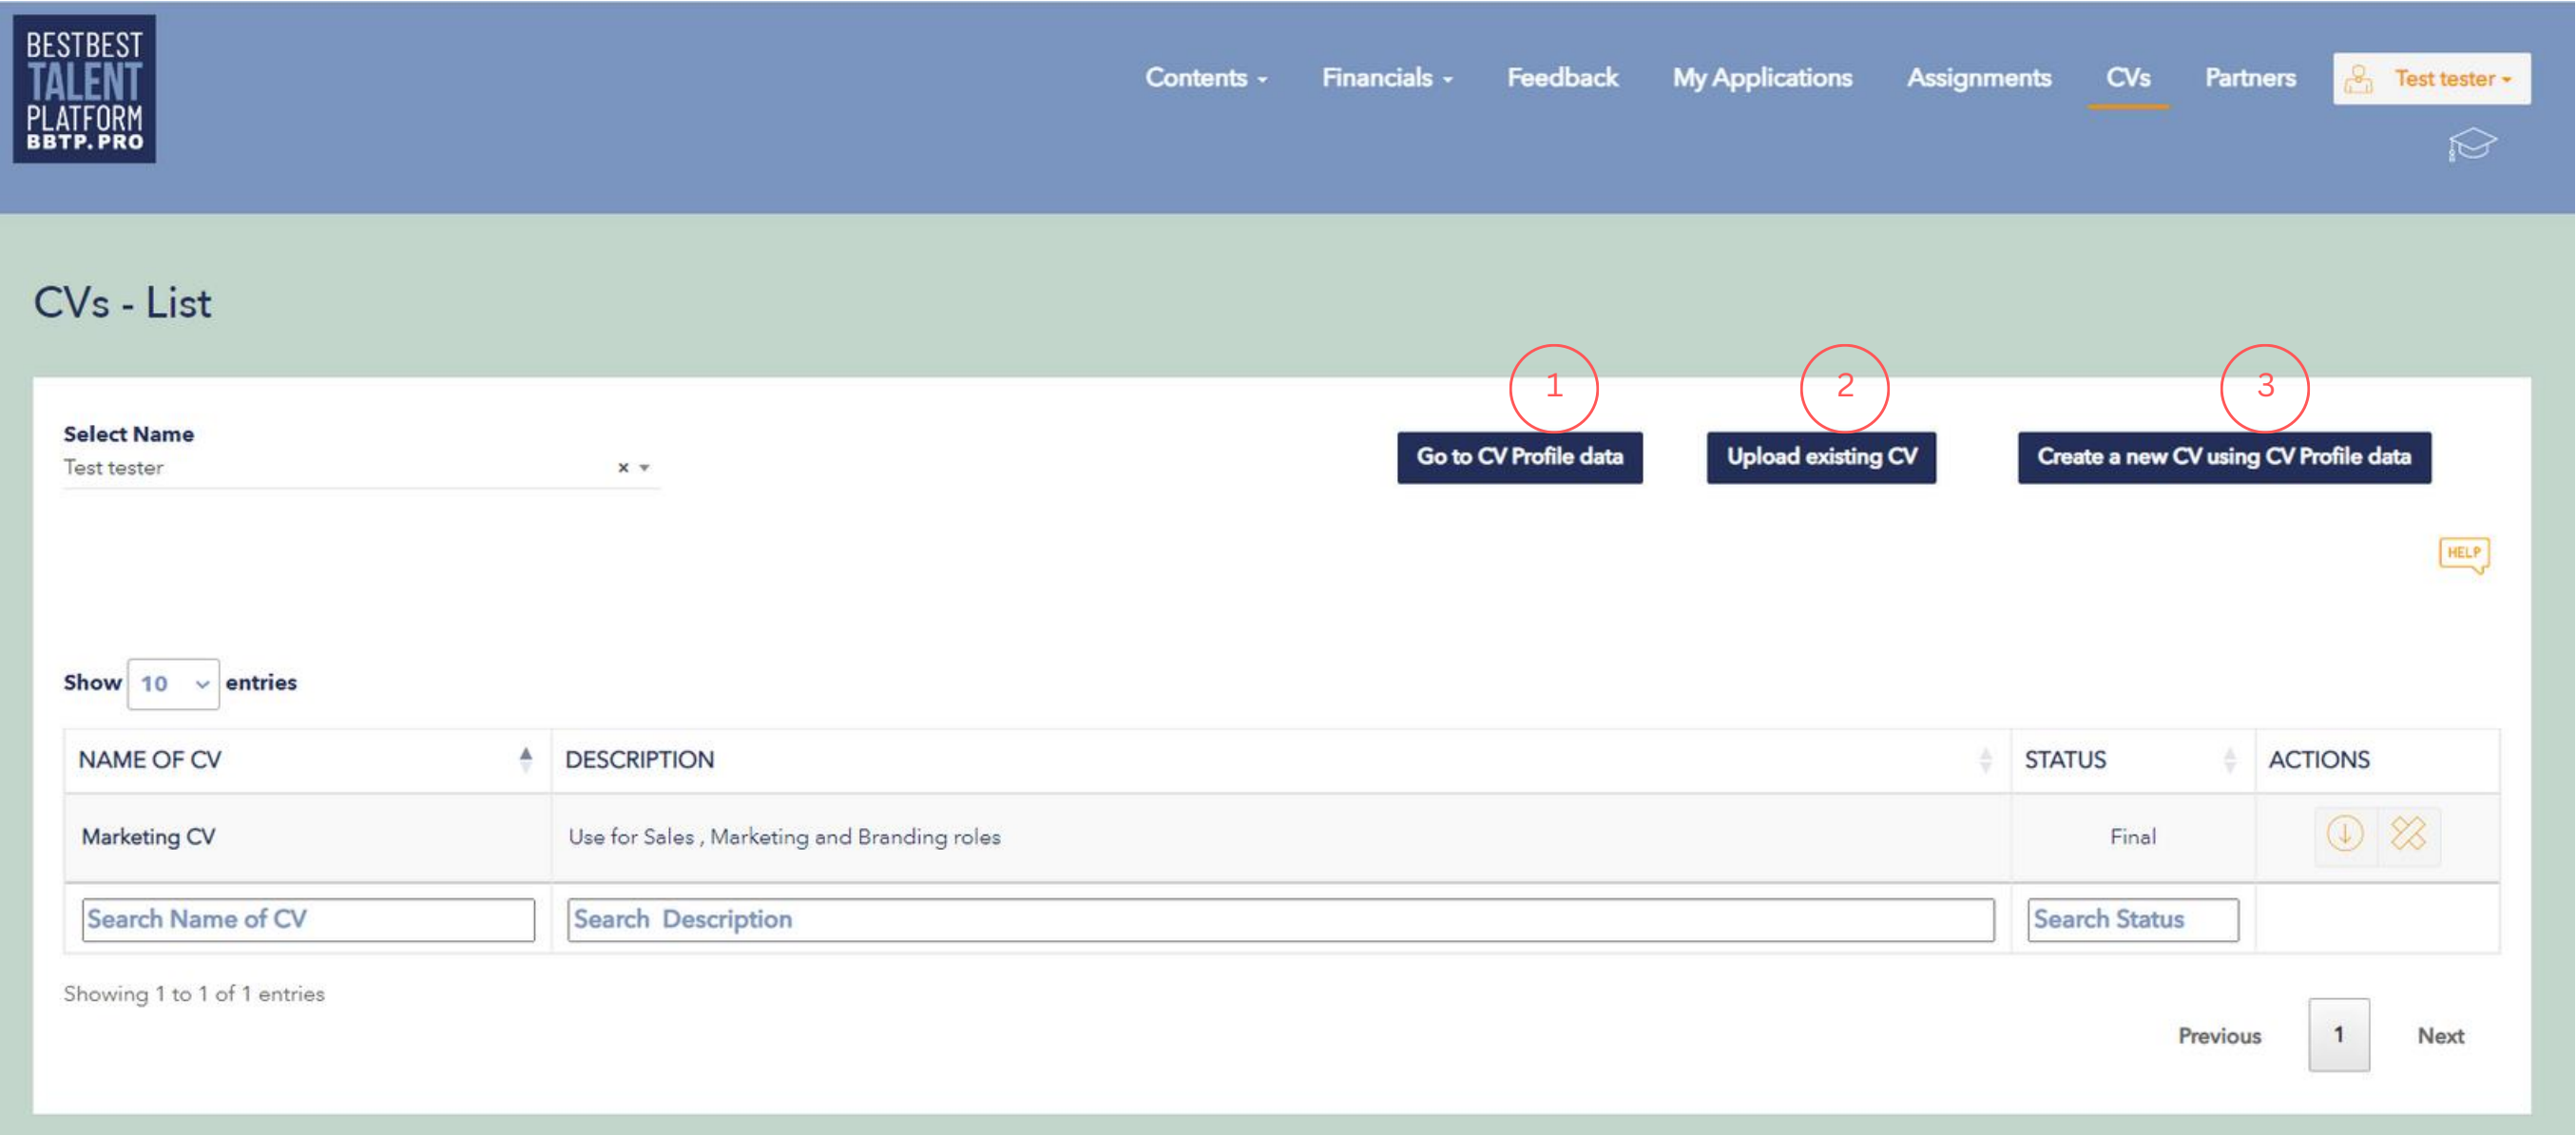 BESTBEST
TALENT
PLATFORM
BBTP.PRO
Contents Financials Feedback My Applications Assignments CVs Partners Test tester
CVs - List
1 2 3
Select Name
Test tester × 
Go to CV Profile data Upload existing CV Create a new CV using CV Profile data
HELP
Show 10 entries
NAME OF CV DESCRIPTION STATUS ACTIONS
Marketing CV Use for Sales , Marketing and Branding roles Final
Search Name of CV Search Description Search Status
Showing 1 to 1 of 1 entries
Previous 1 Next